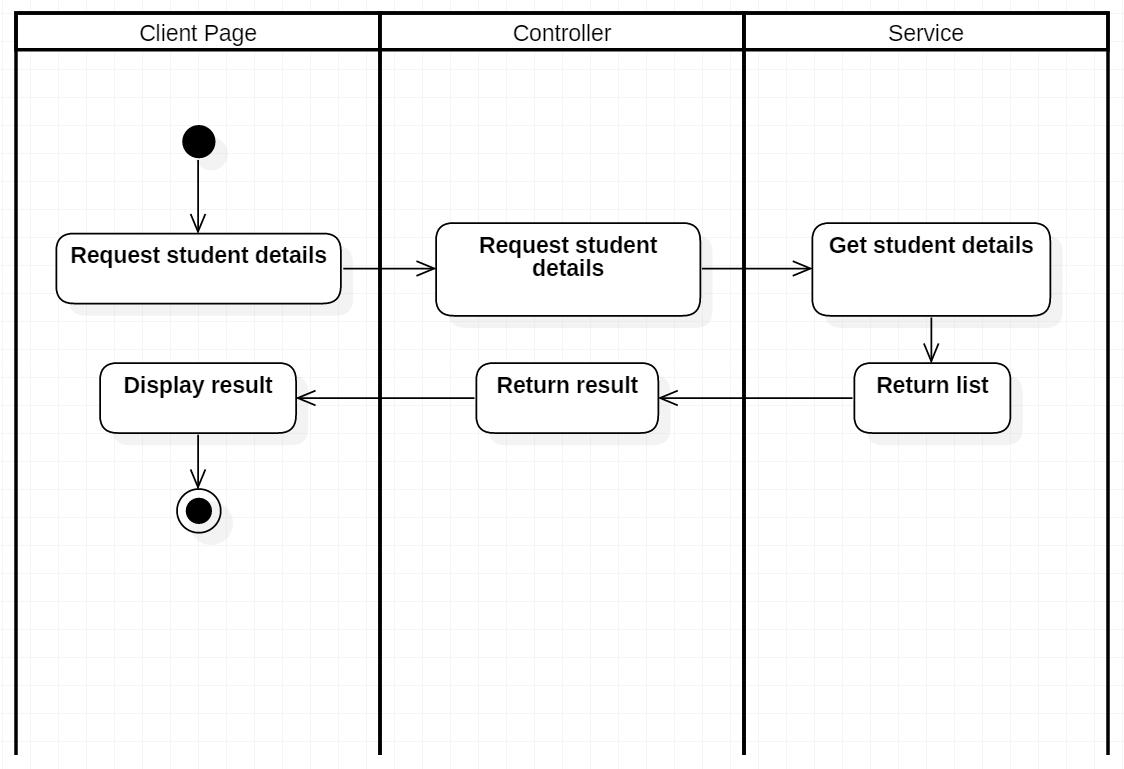 Client Page
Controller
Service
Request student details
Request student
details
Get student details
Display result
Return result
Return list